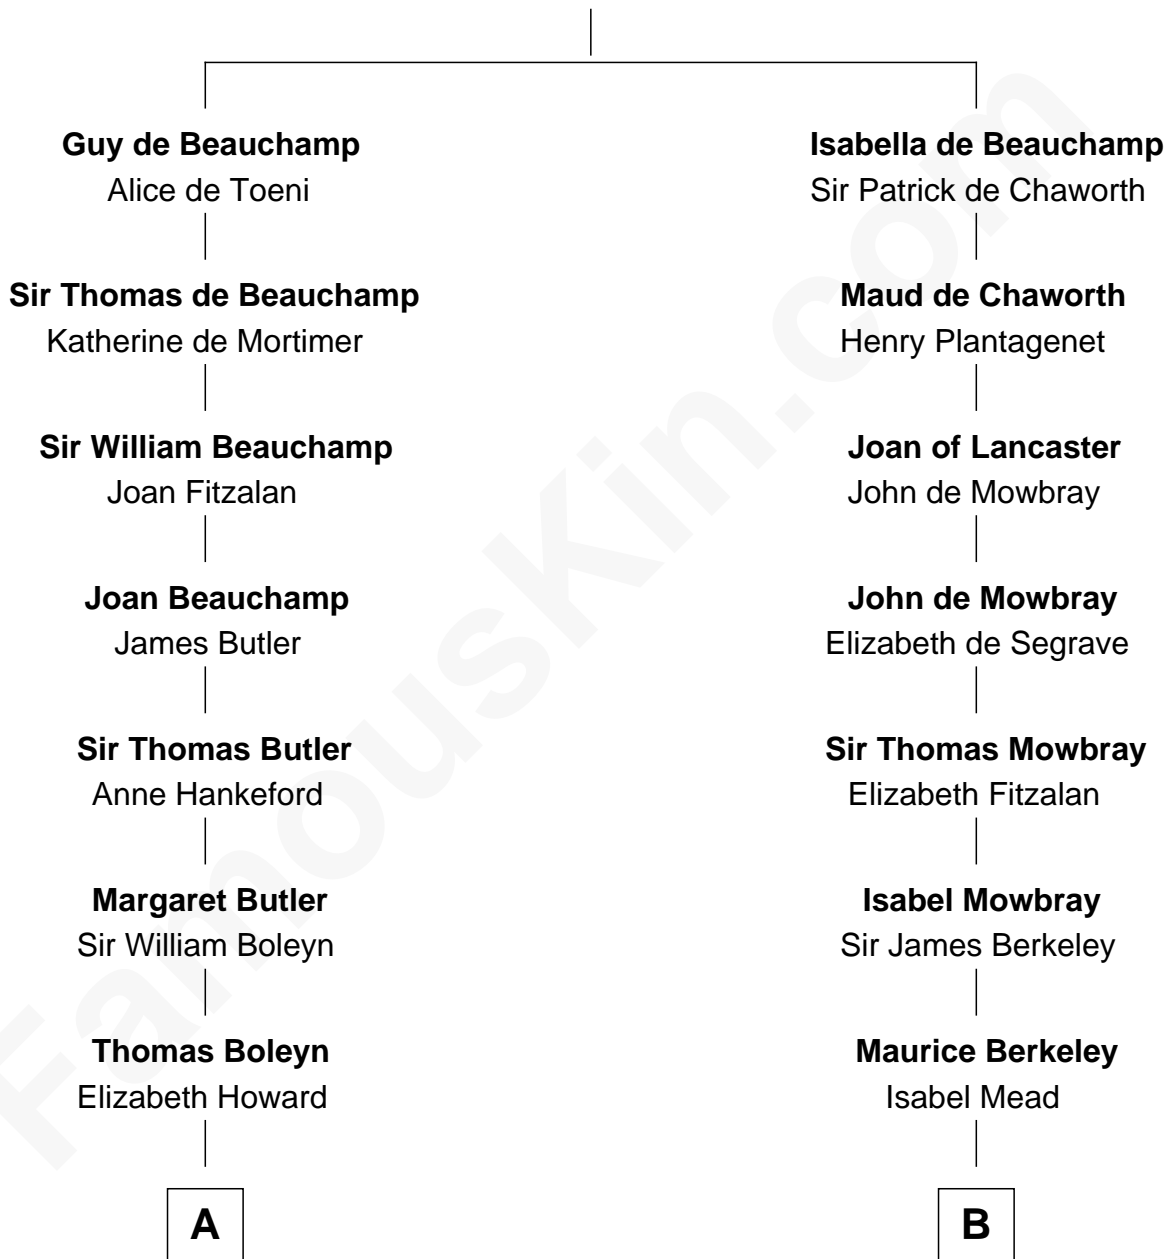 Guy de Beauchamp
Alice de Toeni
Isabella de Beauchamp
Sir Patrick de Chaworth
Sir Thomas de Beauchamp
Katherine de Mortimer
Maud de Chaworth
Henry Plantagenet
Sir William Beauchamp
Joan Fitzalan
Joan of Lancaster
John de Mowbray
Joan Beauchamp
James Butler
John de Mowbray
Elizabeth de Segrave
Sir Thomas Butler
Anne Hankeford
Sir Thomas Mowbray
Elizabeth Fitzalan
Margaret Butler
Sir William Boleyn
Isabel Mowbray
Sir James Berkeley
Thomas Boleyn
Elizabeth Howard
Maurice Berkeley
Isabel Mead
A
B
FamousKin.com